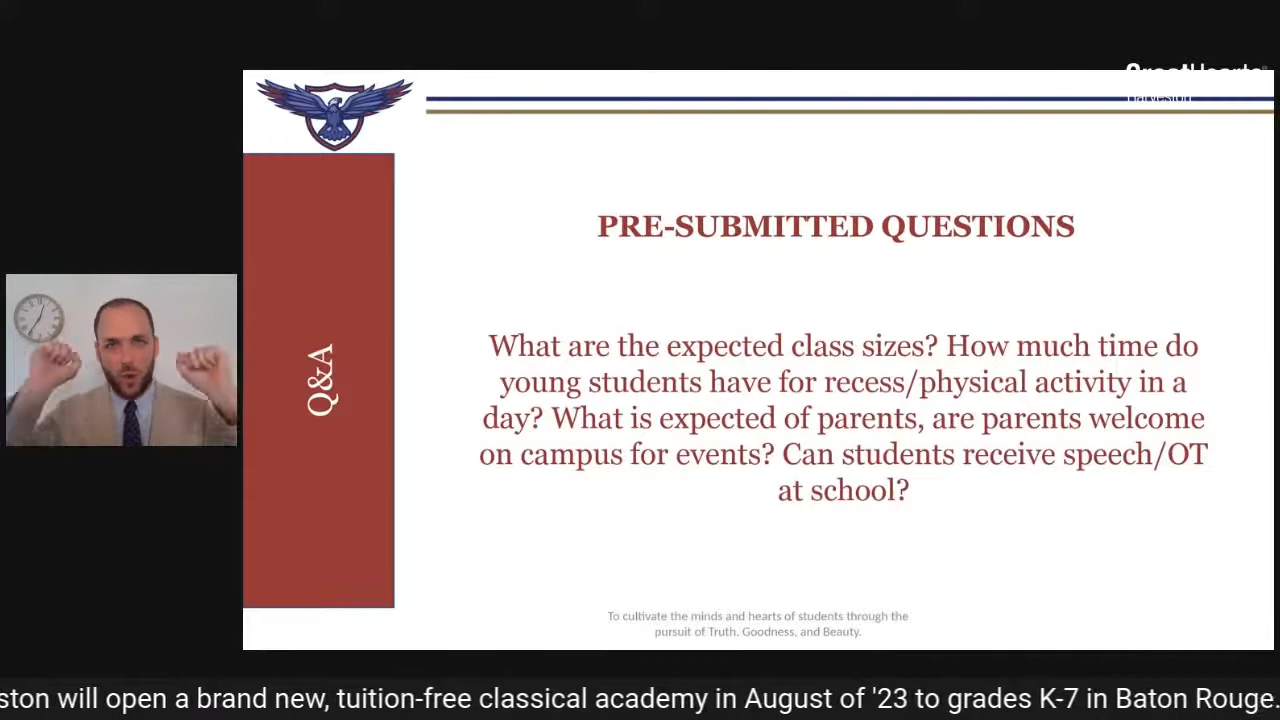 GreatHearts
Harveston
PRE-SUBMITTED QUESTIONS
Q&A
What are the expected class sizes? How much time do
young students have for recess/physical activity in a
day? What is expected of parents, are parents welcome
on campus for events? Can students receive speech/OT
at school?
To cultivate the minds and hearts of students through the
pursuit of Truth, Goodness, and Beauty.
ston will open a brand new, tuition-free classical academy in August of '23 to grades K-7 in Baton Rouge.